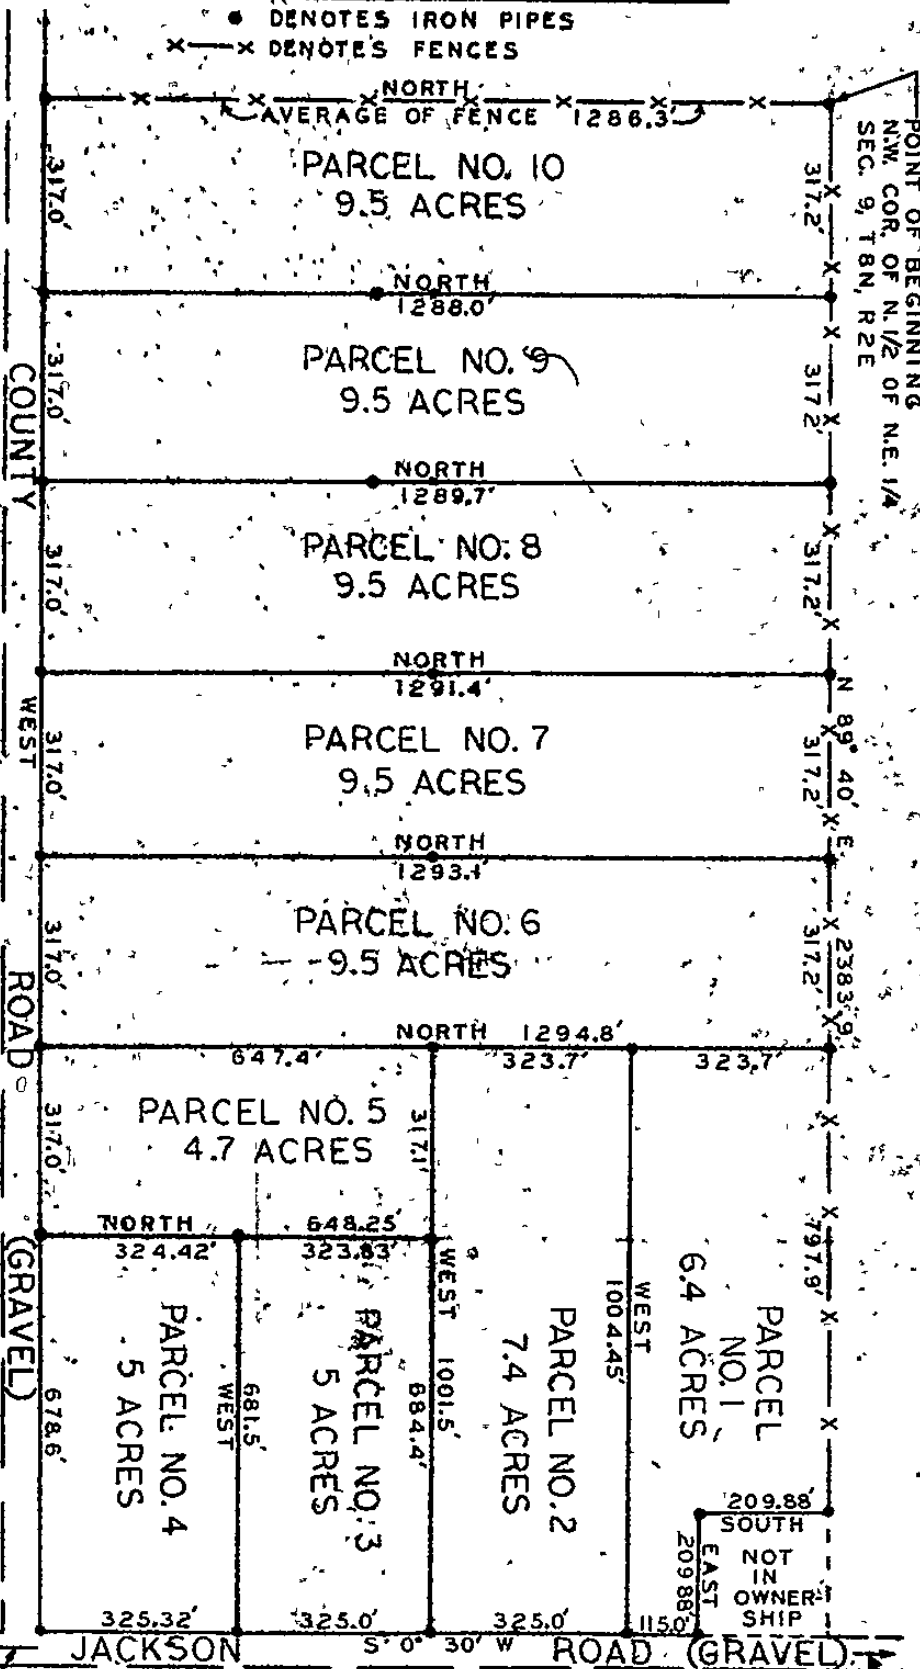 DENOTES IRON PIPES
x—x DENOTES FENCES
NORTH
AVERAGE OF FENCE 1286.3'
POINT OF BEGINNING
N.W. COR. OF N. 1/2 OF N.E. 1/4
SEC. 9, T8N, R2E
317.0'
PARCEL NO. 10
9.5 ACRES
317.2'
NORTH
1288.0'
317.0'
PARCEL NO. 9
9.5 ACRES
317.2'
NORTH
1289.7'
317.0'
PARCEL NO. 8
9.5 ACRES
317.2'
NORTH
1291.4'
317.0'
PARCEL NO. 7
9.5 ACRES
317.2'
NORTH
1293.1'
317.0'
PARCEL NO. 6
9.5 ACRES
317.2'
N 89° 40' E 2383.9'
COUNTY ROAD (GRAVEL)
WEST
NORTH 1294.8'
647.4'
323.7'
323.7'
317.0'
PARCEL NO. 5
4.7 ACRES
317.1'
NORTH 648.25'
324.42'
323.83'
678.6'
PARCEL NO. 4
5 ACRES
681.5'
WEST
PARCEL NO. 3
5 ACRES
684.4'
WEST 1001.5'
PARCEL NO. 2
7.4 ACRES
WEST
1004.45'
PARCEL
NO. 1
6.4 ACRES
797.9'
209.88'
SOUTH
EAST
209.88'
NOT
IN
OWNER-
SHIP
325.32'
325.0'
325.0'
115.0'
JACKSON S 0° 30' W ROAD (GRAVEL)